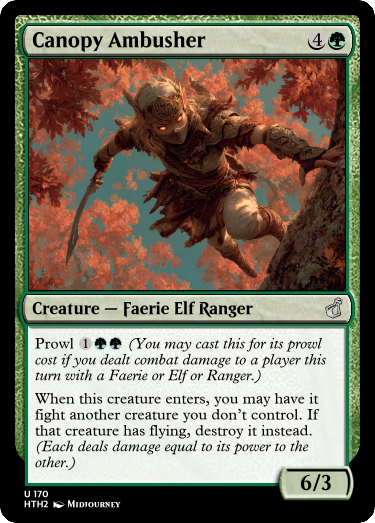 Canopy Ambusher 4
Creature — Faerie Elf Ranger
Prowl 1 (You may cast this for its prowl
cost if you dealt combat damage to a player this
turn with a Faerie or Elf or Ranger.)
When this creature enters, you may have it
fight another creature you don't control. If
that creature has flying, destroy it instead.
(Each deals damage equal to its power to the
other.)
6/3
U 170
HTH2 Midjourney